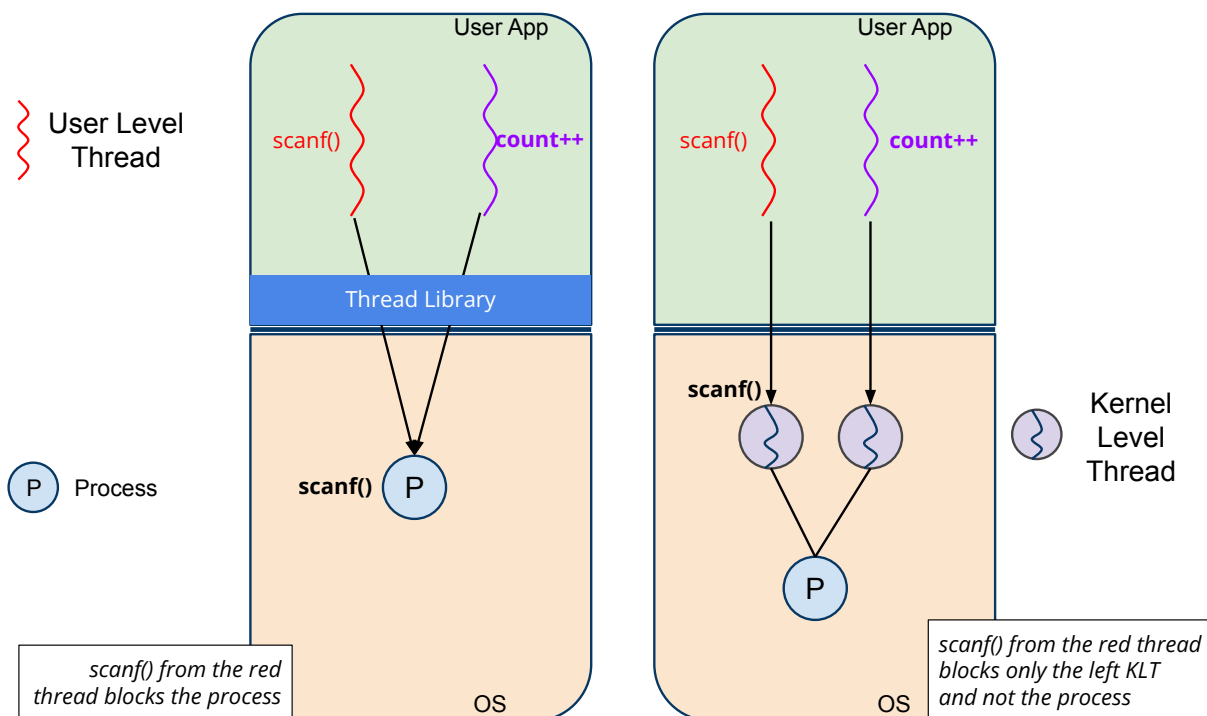 User App
User App
User Level
Thread
scanf()
count++
scanf()
count++
Thread Library
scanf()
Kernel
Level
Thread
P
Process
scanf()
P
P
scanf() from the red
thread blocks the process
OS
scanf() from the red thread
blocks only the left KLT
and not the process
OS